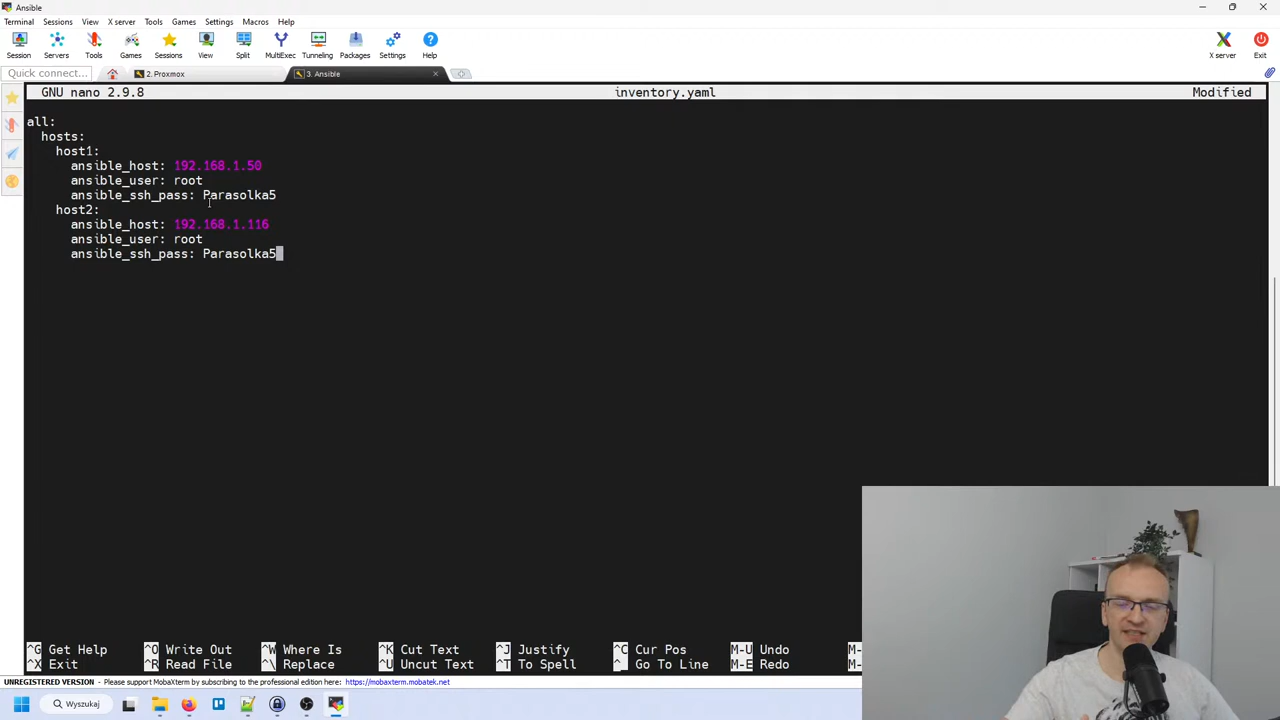 Ansible
Terminal Sessions View X server Tools Games Settings Macros Help
Session Servers Tools Games Sessions View Split MultiExec Tunneling Packages Settings Help X server Exit
Quick connect... 2. Proxmox 3. Ansible
GNU nano 2.9.8 inventory.yaml Modified
all:
hosts:
host1:
ansible_host: 192.168.1.50
ansible_user: root
ansible_ssh_pass: Parasolka5
host2:
ansible_host: 192.168.1.116
ansible_user: root
ansible_ssh_pass: Parasolka5
^G Get Help ^O Write Out ^W Where Is ^K Cut Text ^J Justify ^C Cur Pos M-U Undo M-
^X Exit ^R Read File ^\ Replace ^U Uncut Text ^T To Spell ^_ Go To Line M-E Redo M-
UNREGISTERED VERSION - Please support MobaXterm by subscribing to the professional edition here: https://mobaxterm.mobatek.net
Wyszukaj